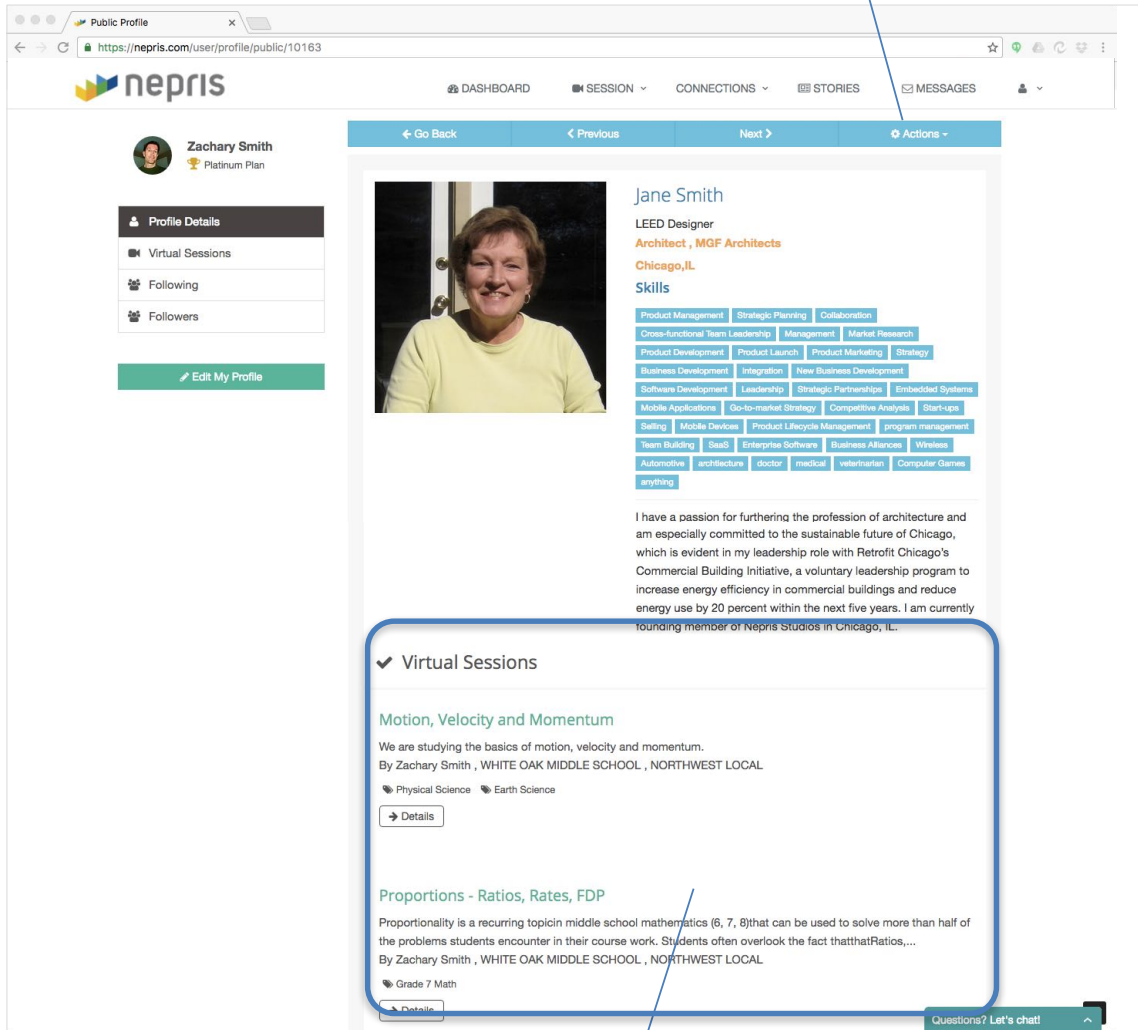 Public Profile
https://nepris.com/user/profile/public/10163
nepris
DASHBOARD SESSION CONNECTIONS STORIES MESSAGES
Zachary Smith
Platinum Plan
Profile Details
Virtual Sessions
Following
Followers
Edit My Profile
Go Back Previous Next Actions
Jane Smith
LEED Designer
Architect , MGF Architects
Chicago,IL
Skills
Product Management Strategic Planning Collaboration
Cross-functional Team Leadership Management Market Research
Product Development Product Launch Product Marketing Strategy
Business Development Integration New Business Development
Software Development Leadership Strategic Partnerships Embedded Systems
Mobile Applications Go-to-market Strategy Competitive Analysis Start-ups
Selling Mobile Devices Product Lifecycle Management program management
Team Building SaaS Enterprise Software Business Alliances Wireless
Automotive architecture doctor medical veterinarian Computer Games
anything
I have a passion for furthering the profession of architecture and
am especially committed to the sustainable future of Chicago,
which is evident in my leadership role with Retrofit Chicago's
Commercial Building Initiative, a voluntary leadership program to
increase energy efficiency in commercial buildings and reduce
energy use by 20 percent within the next five years. I am currently
founding member of Nepris Studios in Chicago, IL.
Virtual Sessions
Motion, Velocity and Momentum
We are studying the basics of motion, velocity and momentum.
By Zachary Smith , WHITE OAK MIDDLE SCHOOL , NORTHWEST LOCAL
Physical Science Earth Science
Details
Proportions - Ratios, Rates, FDP
Proportionality is a recurring topicin middle school mathematics (6, 7, 8)that can be used to solve more than half of
the problems students encounter in their course work. Students often overlook the fact thatthatRatios,...
By Zachary Smith , WHITE OAK MIDDLE SCHOOL , NORTHWEST LOCAL
Grade 7 Math
Details
Questions? Let's chat!